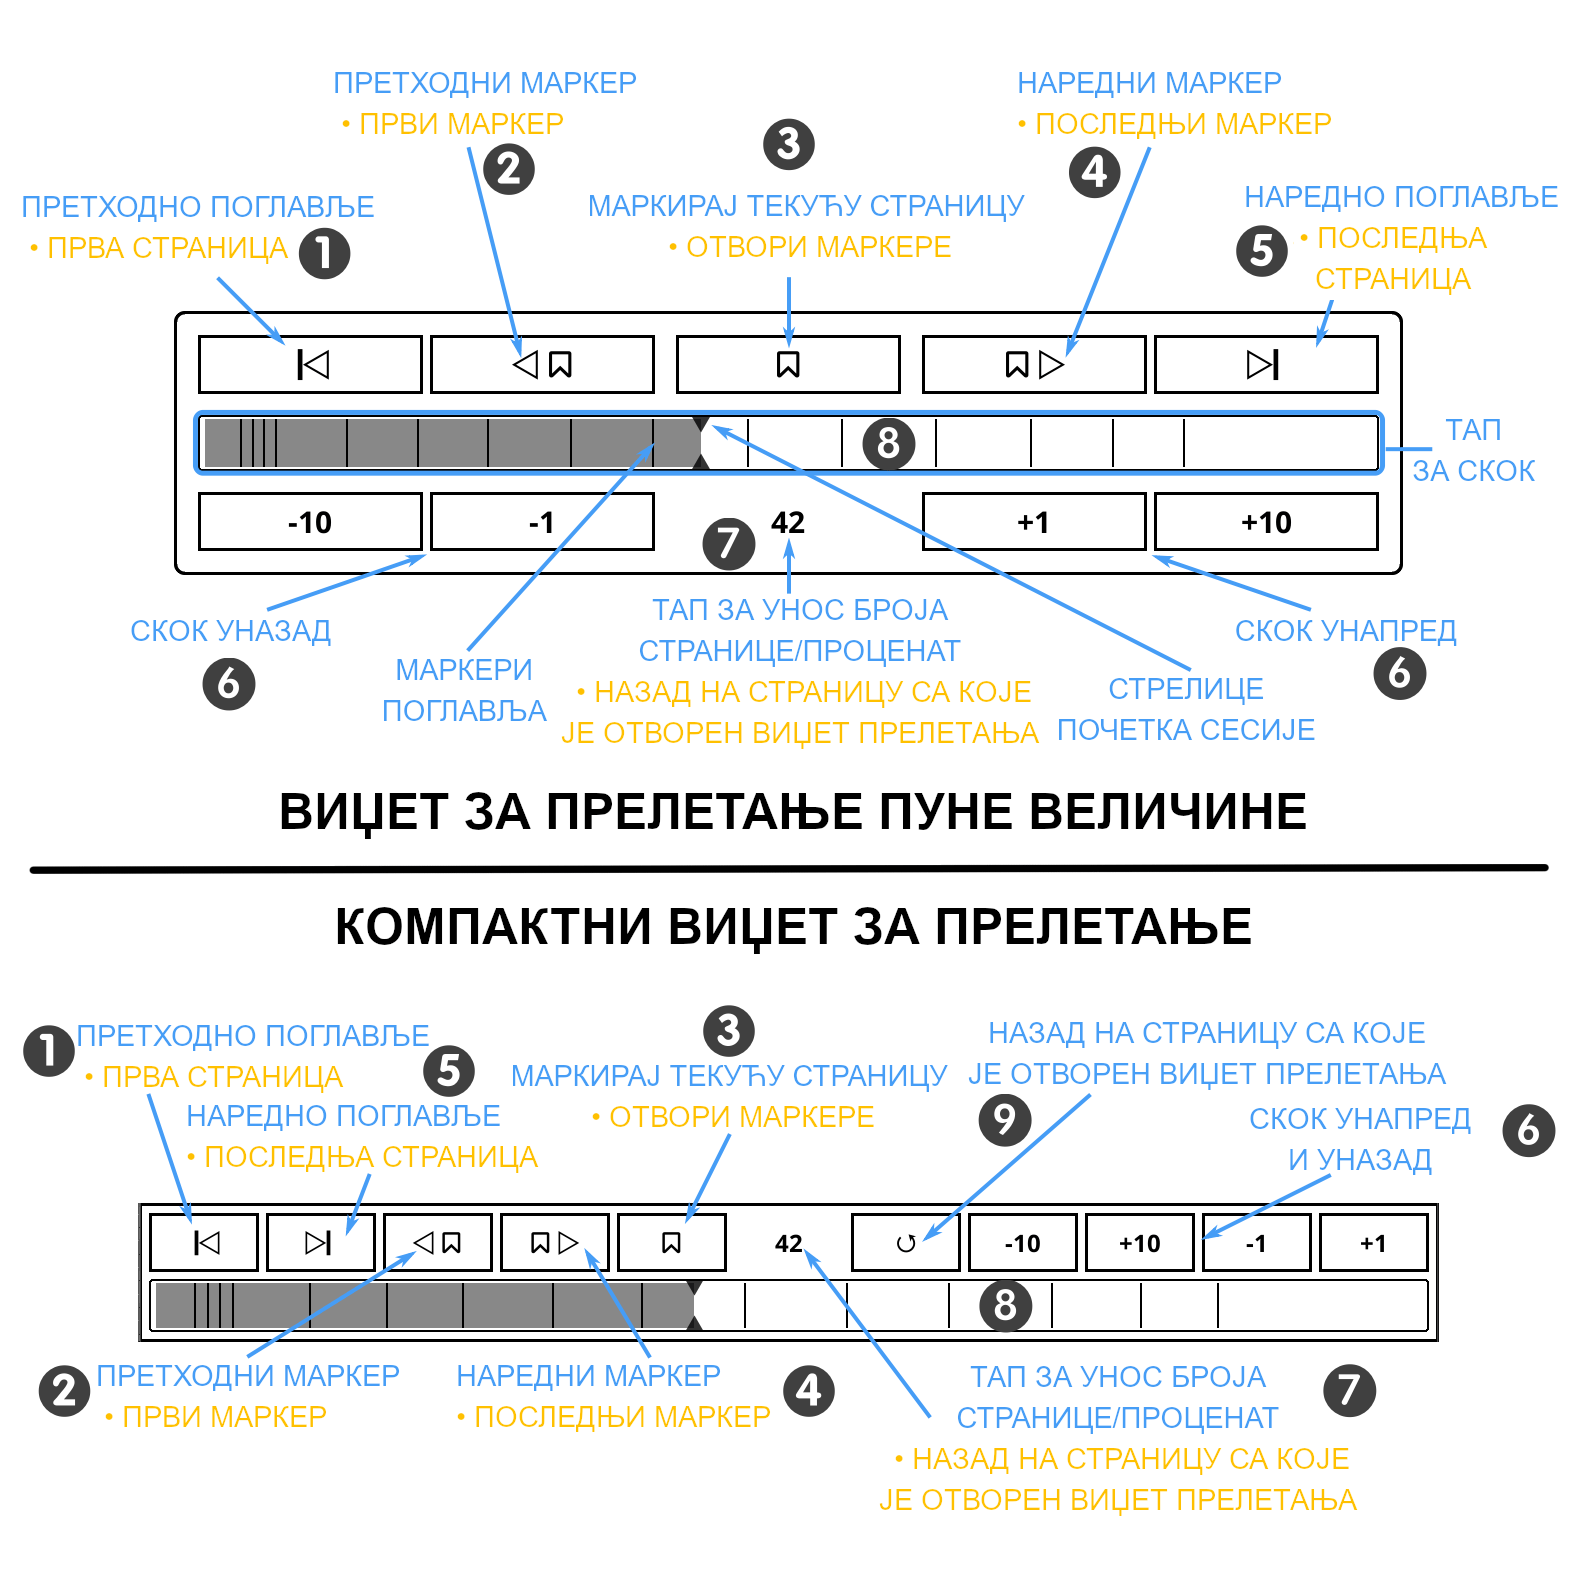 ПРЕТХОДНИ МАРКЕР
• ПРВИ МАРКЕР
2
3
НАРЕДНИ МАРКЕР
• ПОСЛЕДЊИ МАРКЕР
4
ПРЕТХОДНО ПОГЛАВЉЕ
• ПРВА СТРАНИЦА
1
МАРКИРАЈ ТЕКУЋУ СТРАНИЦУ
• ОТВОРИ МАРКЕРЕ
НАРЕДНО ПОГЛАВЉЕ
5
• ПОСЛЕДЊА
СТРАНИЦА
8
ТАП
ЗА СКОК
-10
-1
7
42
+1
+10
СКОК УНАЗАД
6
МАРКЕРИ
ПОГЛАВЉА
ТАП ЗА УНОС БРОЈА
СТРАНИЦЕ/ПРОЦЕНАТ
• НАЗАД НА СТРАНИЦУ СА КОЈЕ
ЈЕ ОТВОРЕН ВИЏЕТ ПРЕЛЕТАЊА
СТРЕЛИЦЕ
ПОЧЕТКА СЕСИЈЕ
СКОК УНАПРЕД
6
ВИЏЕТ ЗА ПРЕЛЕТАЊЕ ПУНЕ ВЕЛИЧИНЕ
КОМПАКТНИ ВИЏЕТ ЗА ПРЕЛЕТАЊЕ
1
ПРЕТХОДНО ПОГЛАВЉЕ
• ПРВА СТРАНИЦА
5
НАРЕДНО ПОГЛАВЉЕ
• ПОСЛЕДЊА СТРАНИЦА
3
МАРКИРАЈ ТЕКУЋУ СТРАНИЦУ
• ОТВОРИ МАРКЕРЕ
НАЗАД НА СТРАНИЦУ СА КОЈЕ
ЈЕ ОТВОРЕН ВИЏЕТ ПРЕЛЕТАЊА
9
СКОК УНАПРЕД
И УНАЗАД
6
42
-10
+10
-1
+1
8
2
ПРЕТХОДНИ МАРКЕР
• ПРВИ МАРКЕР
НАРЕДНИ МАРКЕР
• ПОСЛЕДЊИ МАРКЕР
4
ТАП ЗА УНОС БРОЈА
СТРАНИЦЕ/ПРОЦЕНАТ
7
• НАЗАД НА СТРАНИЦУ СА КОЈЕ
ЈЕ ОТВОРЕН ВИЏЕТ ПРЕЛЕТАЊА